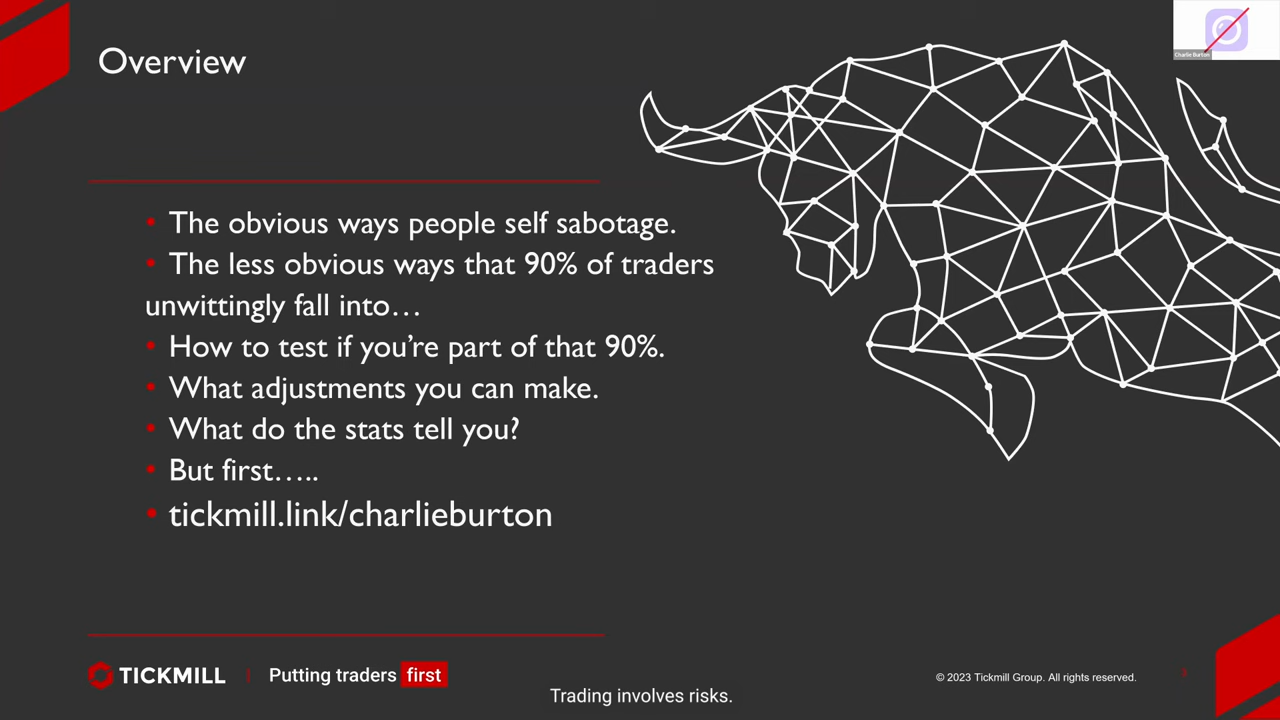 Charlie Burton
Overview
• The obvious ways people self sabotage.
• The less obvious ways that 90% of traders
unwittingly fall into…
• How to test if you’re part of that 90%.
• What adjustments you can make.
• What do the stats tell you?
• But first…..
• tickmill.link/charlieburton
TICKMILL | Putting traders first
© 2023 Tickmill Group. All rights reserved.
Trading involves risks.